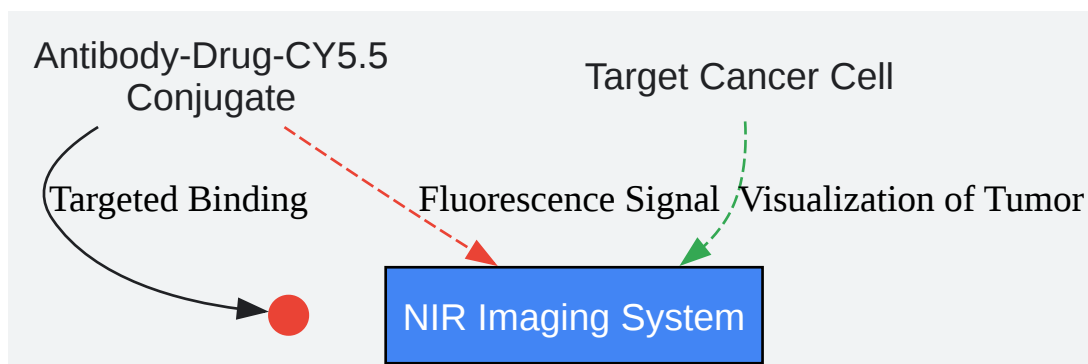 Antibody-Drug-CY5.5
Conjugate
Target Cancer Cell
Targeted Binding
Fluorescence Signal
Visualization of Tumor
NIR Imaging System